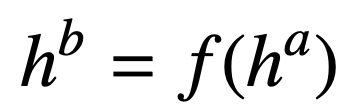 h^b = f(h^a)